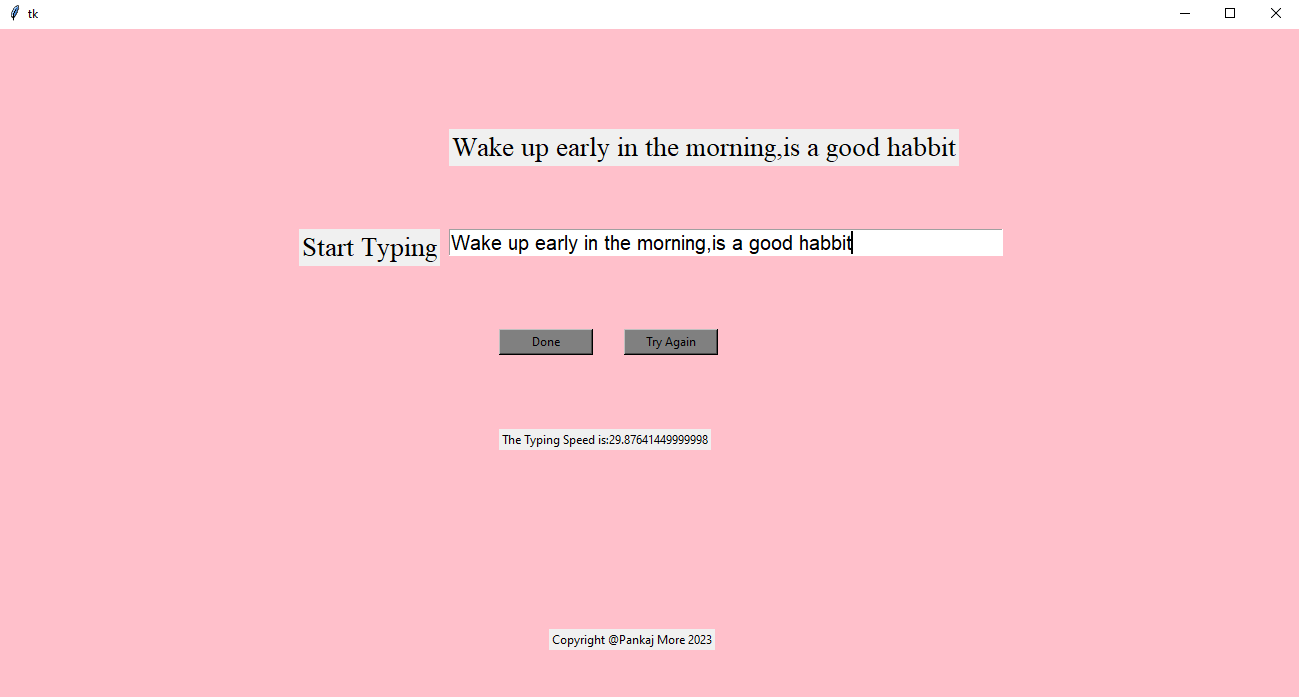 tk
Wake up early in the morning,is a good habbit
Start Typing Wake up early in the morning,is a good habbit
Done Try Again
The Typing Speed is:29.87641449999998
Copyright @Pankaj More 2023